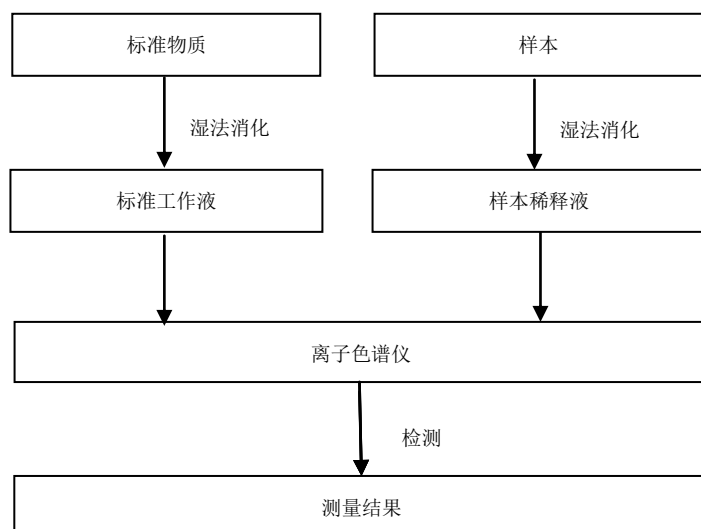 标准物质
样本
湿法消化
湿法消化
标准工作液
样本稀释液
离子色谱仪
检测
测量结果